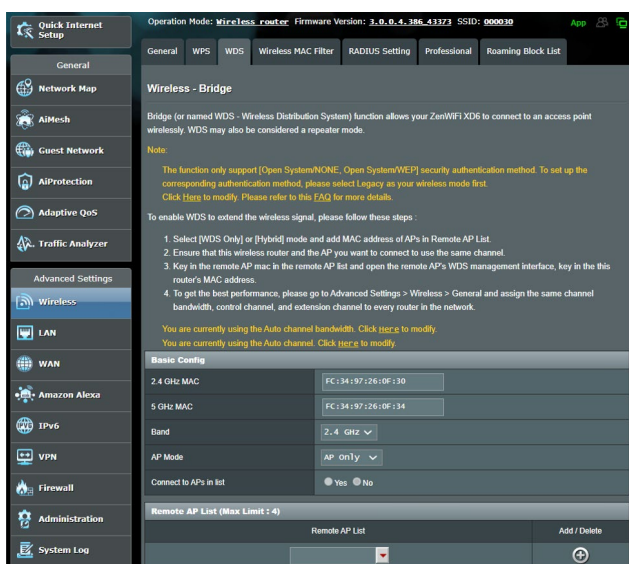 Quick Internet
Setup
Operation Mode: Wireless router Firmware Version: 3.0.0.4.386_43373 SSID: 000030 App
General WPS WDS Wireless MAC Filter RADIUS Setting Professional Roaming Block List
General
Network Map
AiMesh
Guest Network
AiProtection
Adaptive QoS
Traffic Analyzer
Advanced Settings
Wireless
LAN
WAN
Amazon Alexa
IPv6
VPN
Firewall
Administration
System Log
Wireless - Bridge
Bridge (or named WDS - Wireless Distribution System) function allows your ZenWiFi XD6 to connect to an access point
wirelessly. WDS may also be considered a repeater mode.
Note:
The function only support [Open System/NONE, Open System/WEP] security authentication method. To set up the
corresponding authentication method, please select Legacy as your wireless mode first.
Click Here to modify. Please refer to this FAQ for more details.
To enable WDS to extend the wireless signal, please follow these steps :
1. Select [WDS Only] or [Hybrid] mode and add MAC address of APs in Remote AP List.
2. Ensure that this wireless router and the AP you want to connect to use the same channel.
3. Key in the remote AP mac in the remote AP list and open the remote AP's WDS management interface, key in the this
router's MAC address.
4. To get the best performance, please go to Advanced Settings > Wireless > General and assign the same channel
bandwidth, control channel, and extension channel to every router in the network.
You are currently using the Auto channel bandwidth. Click Here to modify.
You are currently using the Auto channel. Click Here to modify.
Basic Config
2.4 GHz MAC FC:34:97:26:0F:30
5 GHz MAC FC:34:97:26:0F:34
Band 2.4 GHz
AP Mode AP Only
Connect to APs in list Yes No
Remote AP List (Max Limit : 4)
Remote AP List Add / Delete